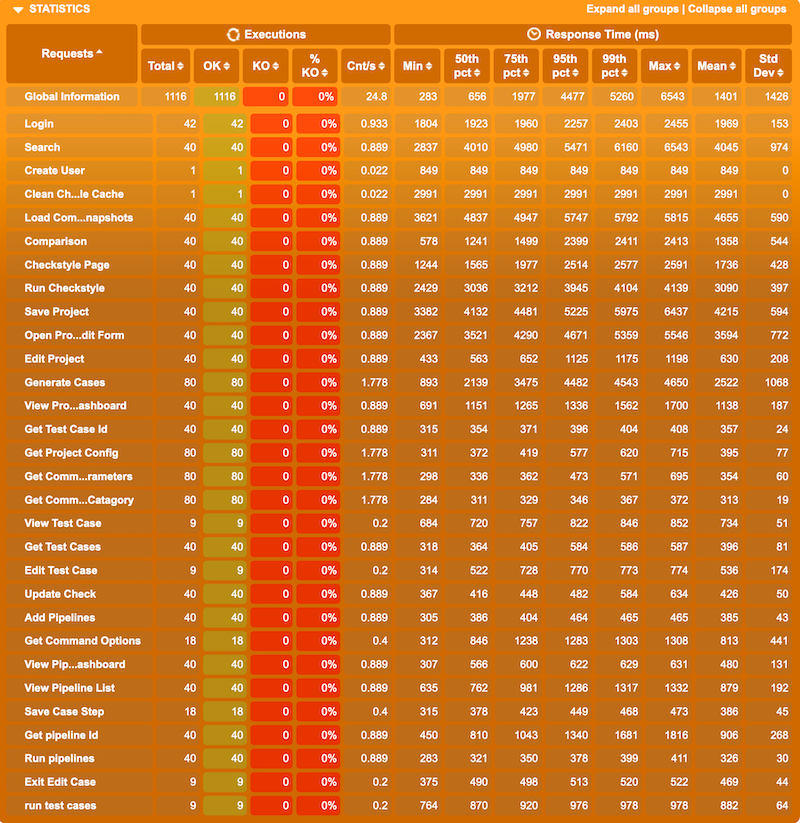 STATISTICS Expand all groups | Collapse all groups
Requests Executions Response Time (ms)
Total OK KO % KO Cnt/s Min 50th pct 75th pct 95th pct 99th pct Max Mean Std Dev
Global Information 1116 1116 0 0% 24.8 283 656 1977 4477 5260 6543 1401 1426
Login 42 42 0 0% 0.933 1804 1923 1960 2257 2403 2455 1969 153
Search 40 40 0 0% 0.889 2837 4010 4980 5471 6160 6543 4045 974
Create User 1 1 0 0% 0.022 849 849 849 849 849 849 849 0
Clean Ch...le Cache 1 1 0 0% 0.022 2991 2991 2991 2991 2991 2991 2991 0
Load Com...napshots 40 40 0 0% 0.889 3621 4837 4947 5747 5792 5815 4655 590
Comparison 40 40 0 0% 0.889 578 1241 1499 2399 2411 2413 1358 544
Checkstyle Page 40 40 0 0% 0.889 1244 1565 1977 2514 2577 2591 1736 428
Run Checkstyle 40 40 0 0% 0.889 2429 3036 3212 3945 4104 4139 3090 397
Save Project 40 40 0 0% 0.889 3382 4132 4481 5225 5975 6437 4215 594
Open Pro...dit Form 40 40 0 0% 0.889 2367 3521 4290 4671 5359 5546 3594 772
Edit Project 40 40 0 0% 0.889 433 563 652 1125 1175 1198 630 208
Generate Cases 80 80 0 0% 1.778 893 2139 3475 4482 4543 4650 2522 1068
View Pro...ashboard 40 40 0 0% 0.889 691 1151 1265 1336 1562 1700 1138 187
Get Test Case Id 40 40 0 0% 0.889 315 354 371 396 404 408 357 24
Get Project Config 80 80 0 0% 1.778 311 372 419 577 620 715 395 77
Get Comm...rameters 80 80 0 0% 1.778 298 336 362 473 571 695 354 60
Get Comm...Catagory 80 80 0 0% 1.778 284 311 329 346 367 372 313 19
View Test Case 9 9 0 0% 0.2 684 720 757 822 846 852 734 51
Get Test Cases 40 40 0 0% 0.889 318 364 405 584 586 587 396 81
Edit Test Case 9 9 0 0% 0.2 314 522 728 770 773 774 536 174
Update Check 40 40 0 0% 0.889 367 416 448 482 584 634 426 50
Add Pipelines 40 40 0 0% 0.889 305 386 404 464 465 465 385 43
Get Command Options 18 18 0 0% 0.4 312 846 1238 1283 1303 1308 813 441
View Pip...ashboard 40 40 0 0% 0.889 307 566 600 622 629 631 480 131
View Pipeline List 40 40 0 0% 0.889 635 762 981 1286 1317 1332 879 192
Save Case Step 18 18 0 0% 0.4 315 378 423 449 468 473 386 45
Get pipeline Id 40 40 0 0% 0.889 450 810 1043 1340 1681 1816 906 268
Run pipelines 40 40 0 0% 0.889 283 321 350 378 399 411 326 30
Exit Edit Case 9 9 0 0% 0.2 375 490 498 513 520 522 469 44
run test cases 9 9 0 0% 0.2 764 870 920 976 978 978 882 64